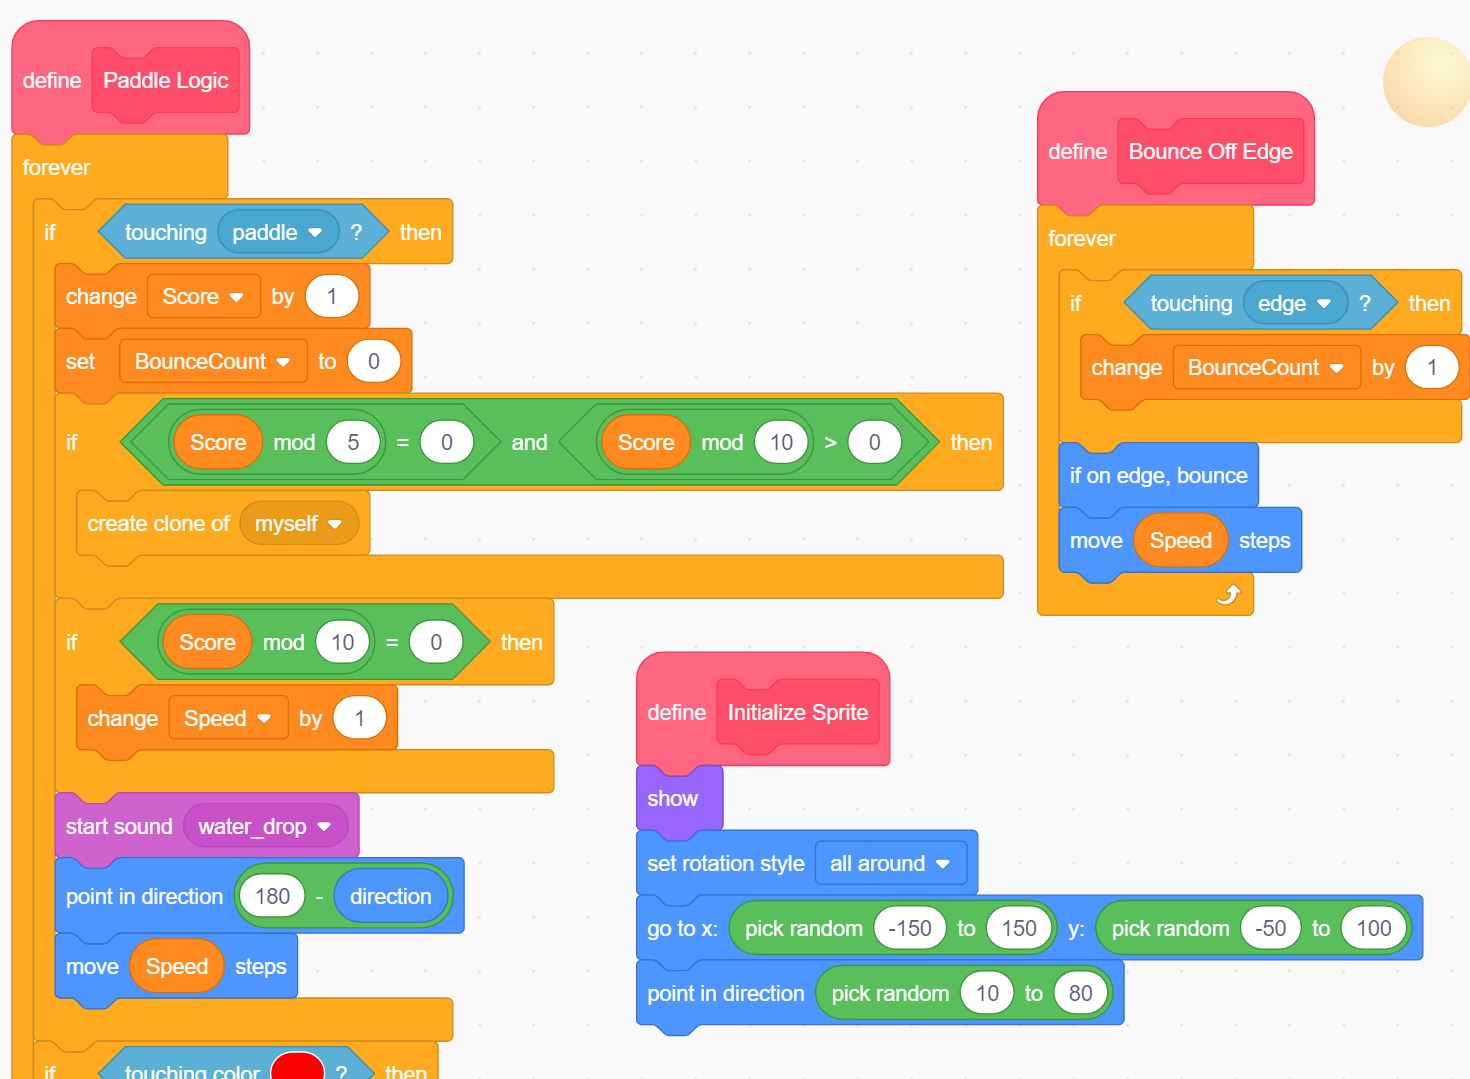 define Paddle Logic
forever
if touching paddle ? then
change Score by 1
set BounceCount to 0
if Score mod 5 = 0 and Score mod 10 > 0 then
create clone of myself
if Score mod 10 = 0 then
change Speed by 1
start sound water_drop
point in direction 180 - direction
move Speed steps
if touching color ? then
define Bounce Off Edge
forever
if touching edge ? then
change BounceCount by 1
if on edge, bounce
move Speed steps
define Initialize Sprite
show
set rotation style all around
go to x: pick random -150 to 150 y: pick random -50 to 100
point in direction pick random 10 to 80